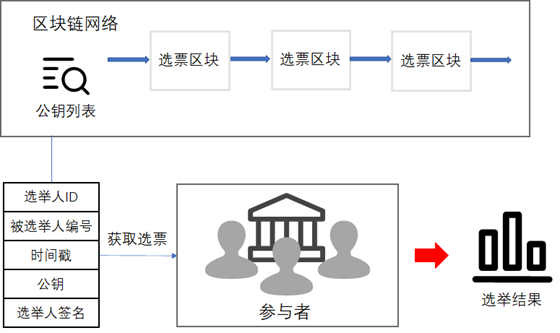 区块链网络
选票区块
选票区块
选票区块
公钥列表
选举人ID
被选举人编号
时间戳
公钥
选举人签名
获取选票
参与者
选举结果